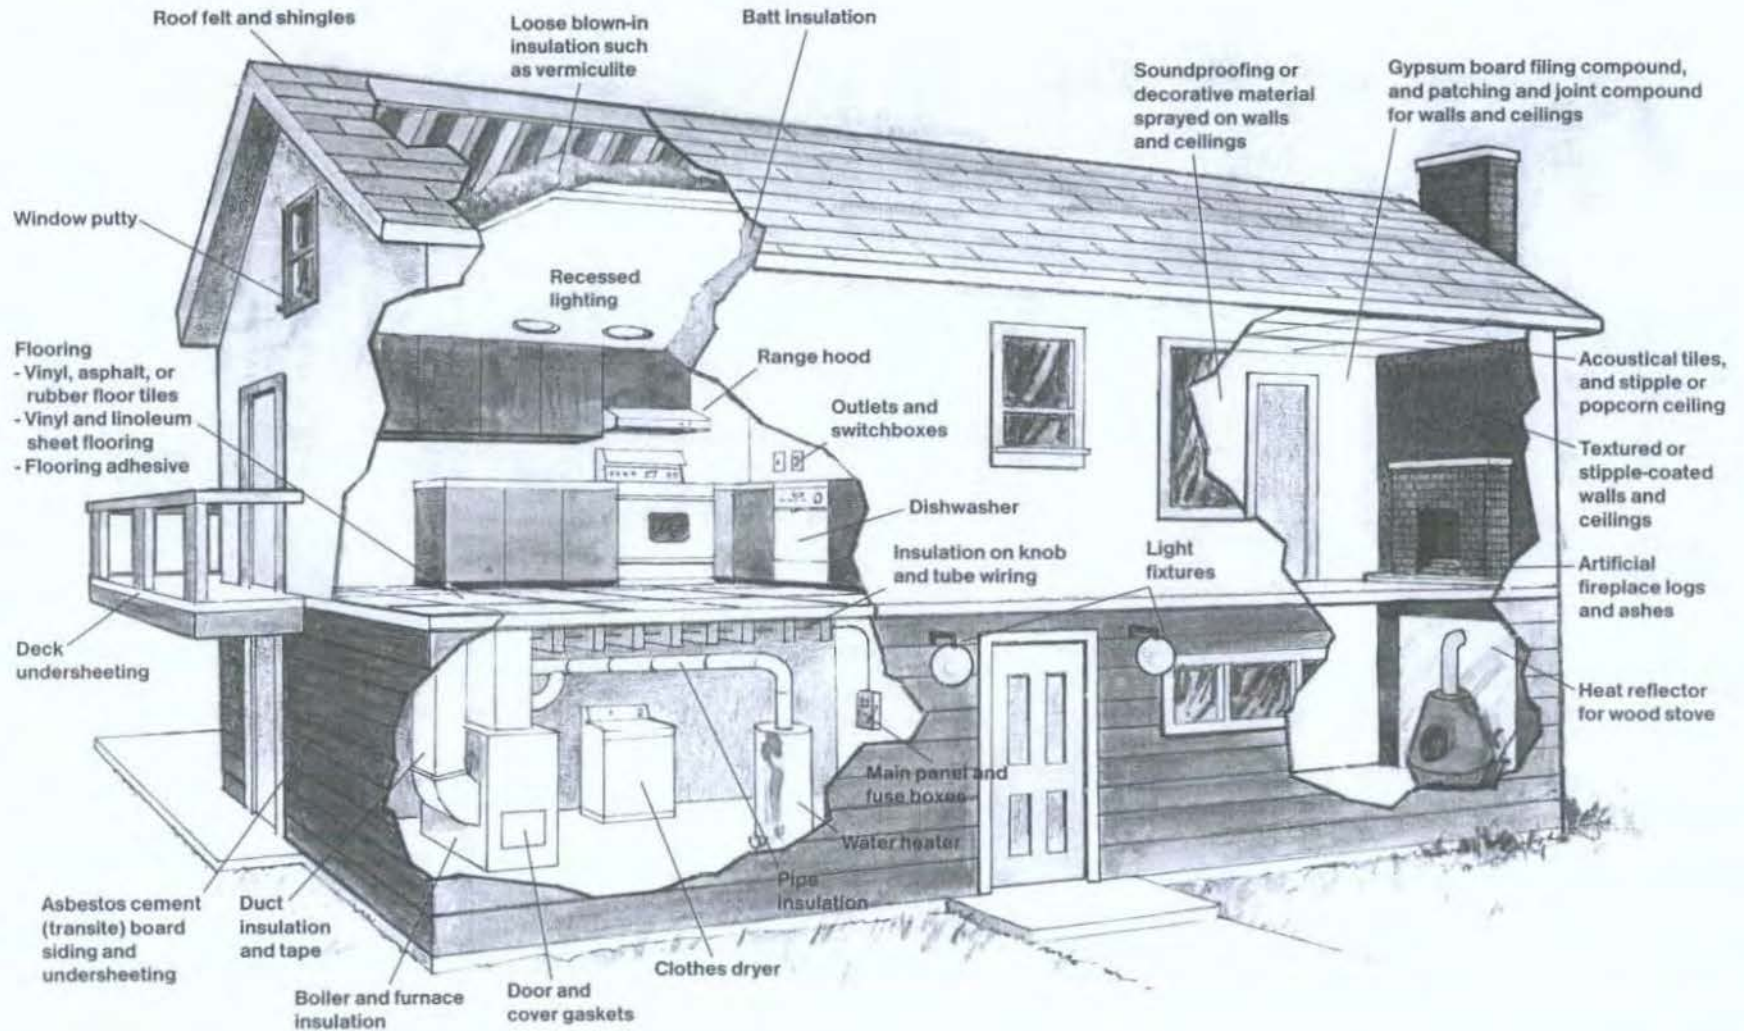 Roof felt and shingles
Loose blown-in
insulation such
as vermiculite
Batt insulation
Soundproofing or
decorative material
sprayed on walls
and ceilings
Gypsum board filing compound,
and patching and joint compound
for walls and ceilings
Window putty
Recessed
lighting
Flooring
- Vinyl, asphalt, or
rubber floor tiles
- Vinyl and linoleum
sheet flooring
- Flooring adhesive
Range hood
Outlets and
switchboxes
Acoustical tiles,
and stipple or
popcorn ceiling
Textured or
stipple-coated
walls and
ceilings
Dishwasher
Insulation on knob
and tube wiring
Light
fixtures
Artificial
fireplace logs
and ashes
Deck
undersheeting
Heat reflector
for wood stove
Main panel and
fuse boxes
Water heater
Pipe
insulation
Asbestos cement
(transite) board
siding and
undersheeting
Duct
insulation
and tape
Boiler and furnace
insulation
Door and
cover gaskets
Clothes dryer